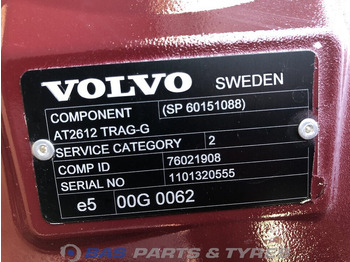 VOLVO SWEDEN
COMPONENT (SP 60151088)
AT2612 TRAG-G
SERVICE CATEGORY 2
COMP ID 76021908
SERIAL NO 1101320555
e5 00G 0062
BAS PARTS & TYRES